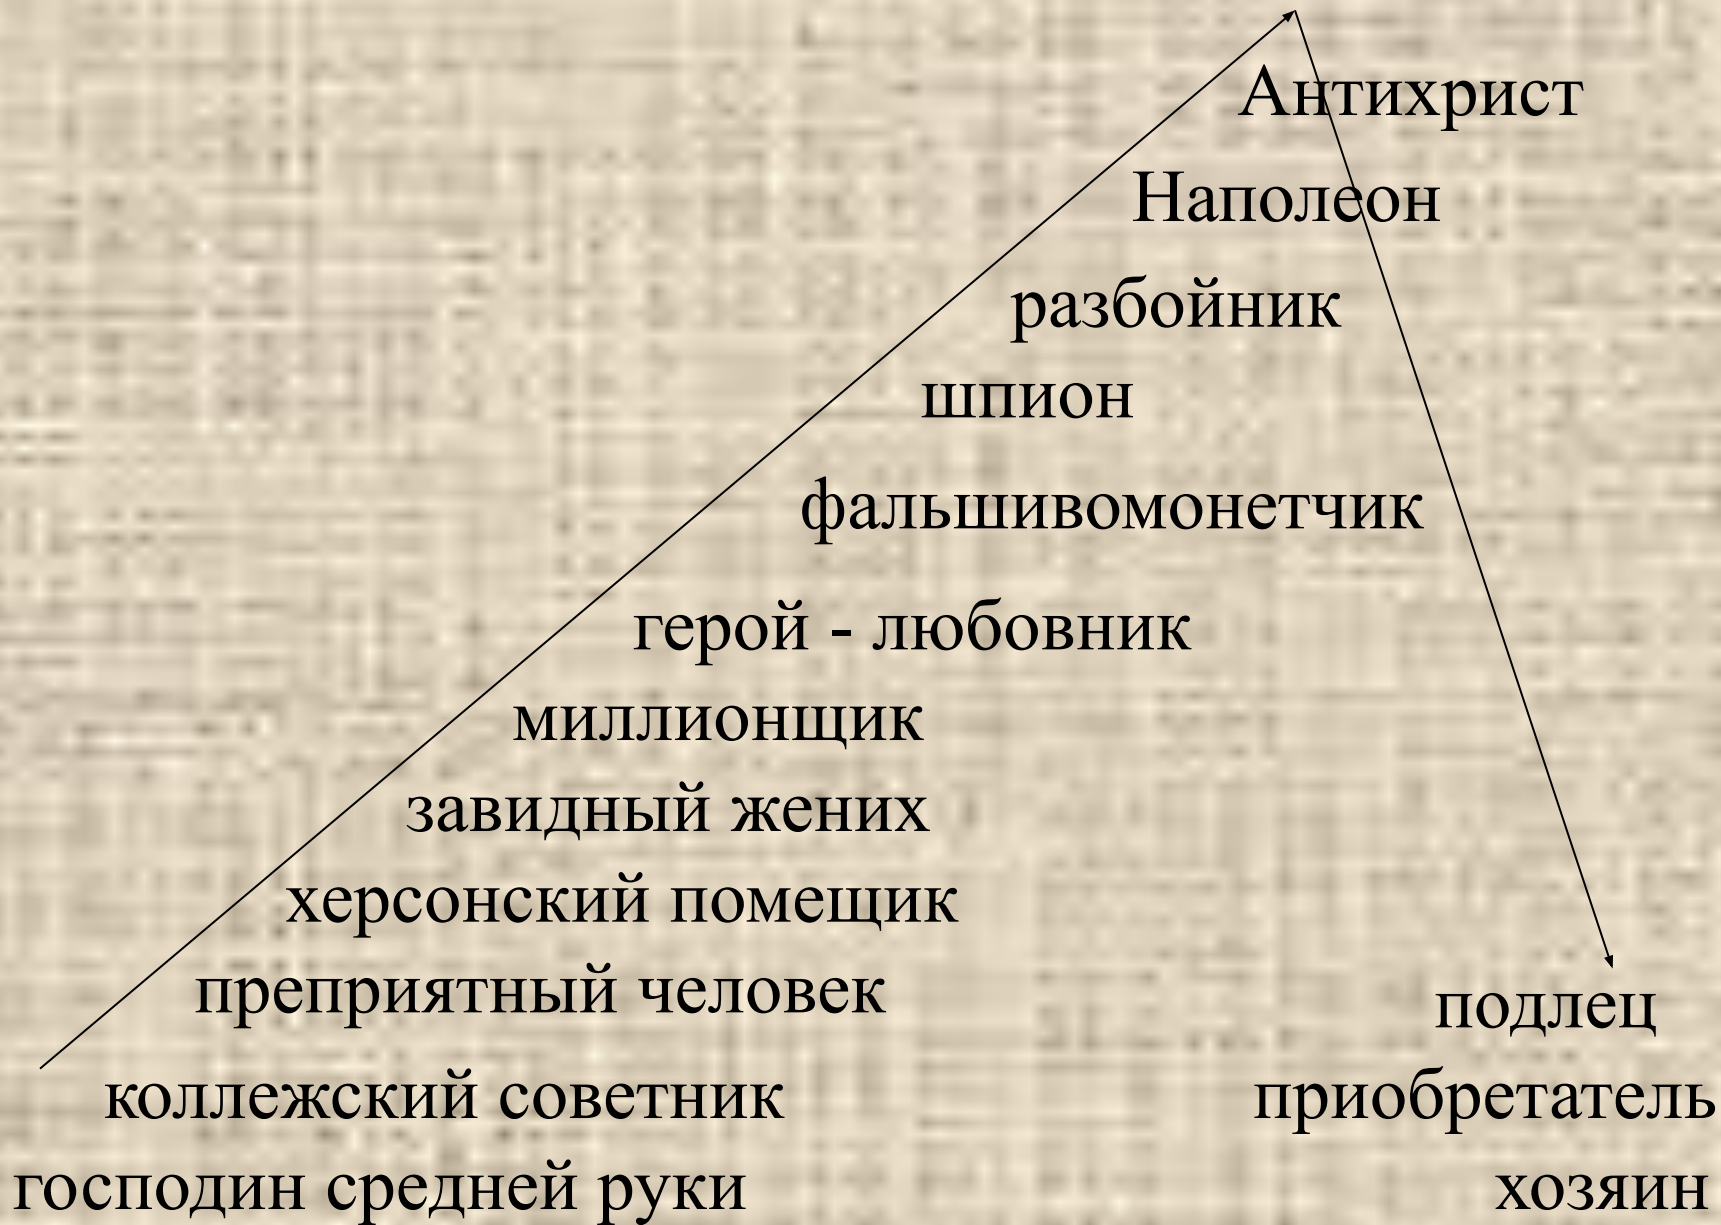 Антихрист
Наполеон
разбойник
шпион
фальшивомонетчик
герой - любовник
миллионщик
завидный жених
херсонский помещик
преприятный человек
подлец
коллежский советник
приобретатель
господин средней руки
хозяин